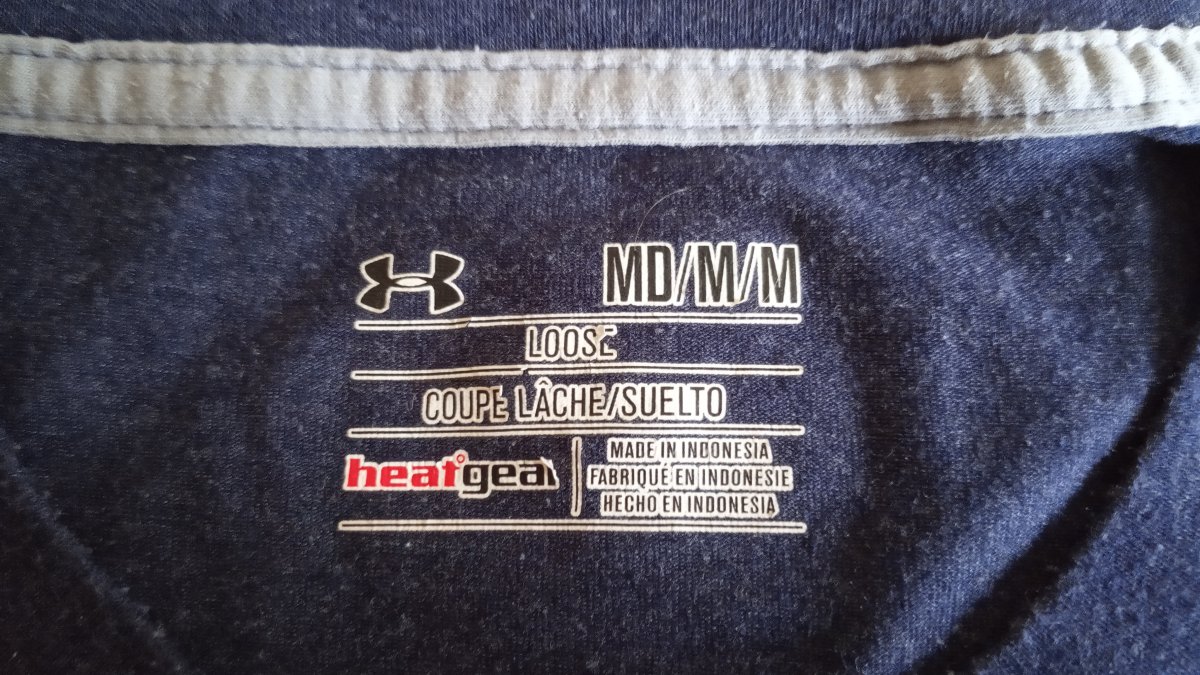 MD/M/M
LOOSE
COUPE LÂCHE/SUELTO
heatgear
MADE IN INDONESIA
FABRIQUÉ EN INDONESIE
HECHO EN INDONESIA